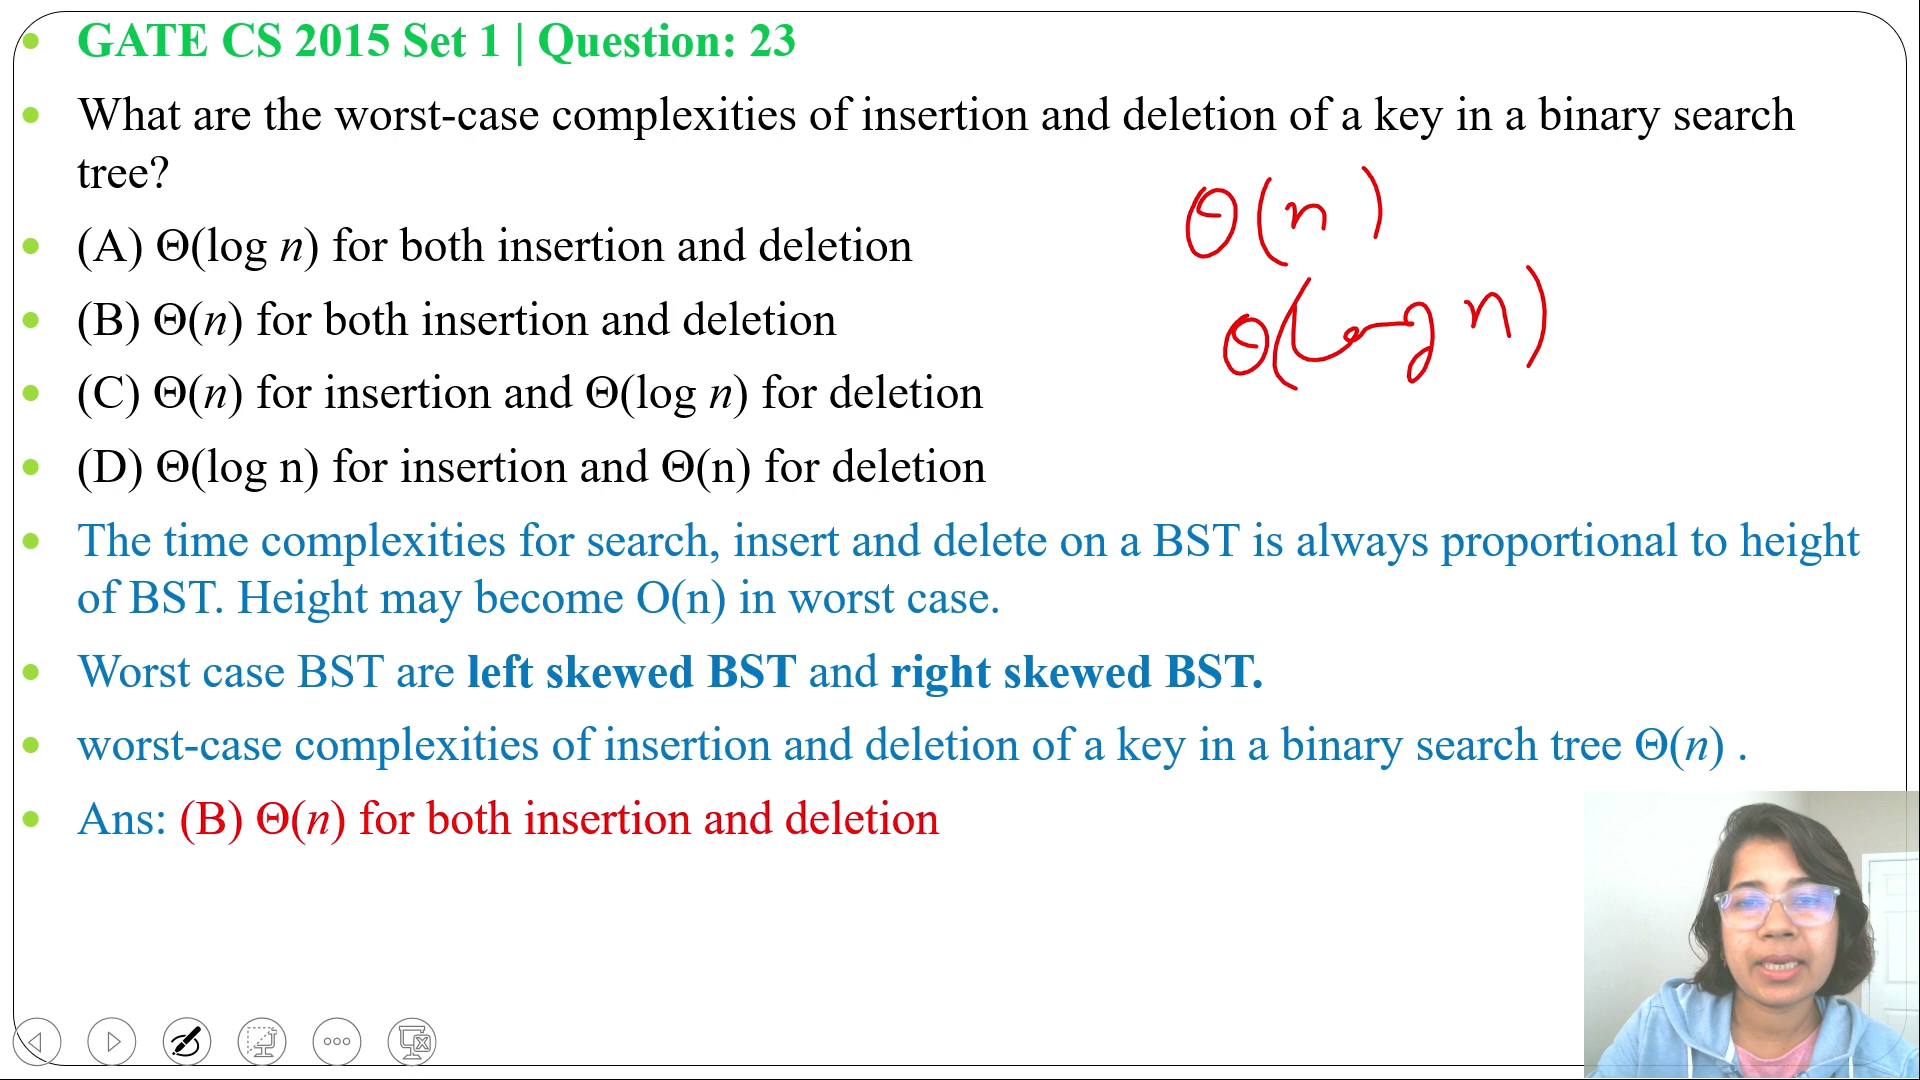 GATE CS 2015 Set 1 | Question: 23
What are the worst-case complexities of insertion and deletion of a key in a binary search
tree?
Θ(n)
(A) Θ(log n) for both insertion and deletion
(B) Θ(n) for both insertion and deletion
Θ(log n)
(C) Θ(n) for insertion and Θ(log n) for deletion
(D) Θ(log n) for insertion and Θ(n) for deletion
The time complexities for search, insert and delete on a BST is always proportional to height
of BST. Height may become O(n) in worst case.
Worst case BST are left skewed BST and right skewed BST.
worst-case complexities of insertion and deletion of a key in a binary search tree Θ(n) .
Ans: (B) Θ(n) for both insertion and deletion